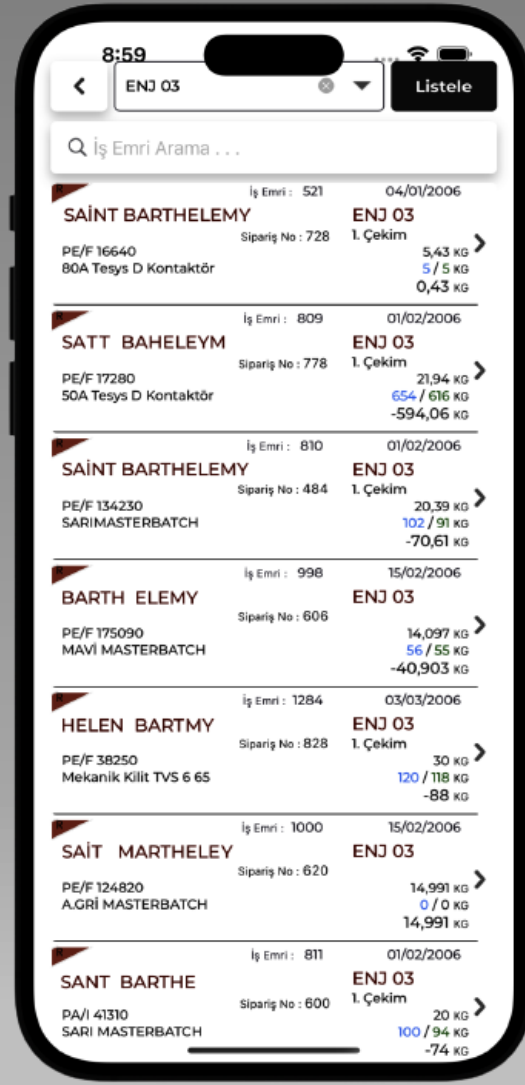 8:59
ENJ 03
Listele
İş Emri Arama . . .
R
İş Emri : 521 04/01/2006
SAİNT BARTHELEMY ENJ 03
Sipariş No : 728 1. Çekim
PE/F 16640 5,43 KG
80A Tesys D Kontaktör 5 / 5 KG
0,43 KG
R
İş Emri : 809 01/02/2006
SATT BAHELEYM ENJ 03
Sipariş No : 778 1. Çekim
PE/F 17280 21,94 KG
50A Tesys D Kontaktör 654 / 616 KG
-594,06 KG
R
İş Emri : 810 01/02/2006
SAİNT BARTHELEMY ENJ 03
Sipariş No : 484 1. Çekim
PE/F 134230 20,39 KG
SARIMASTERBATCH 102 / 91 KG
-70,61 KG
R
İş Emri : 998 15/02/2006
BARTH ELEMY ENJ 03
Sipariş No : 606
PE/F 175090 14,097 KG
MAVİ MASTERBATCH 56 / 55 KG
-40,903 KG
R
İş Emri : 1284 03/03/2006
HELEN BARTMY ENJ 03
Sipariş No : 828 1. Çekim
PE/F 38250 30 KG
Mekanik Kilit TVS 6 65 120 / 118 KG
-88 KG
R
İş Emri : 1000 15/02/2006
SAİT MARTHELEY ENJ 03
Sipariş No : 620
PE/F 124820 14,991 KG
A.GRİ MASTERBATCH 0 / 0 KG
14,991 KG
R
İş Emri : 811 01/02/2006
SANT BARTHE ENJ 03
Sipariş No : 600 1. Çekim
PA/I 41310 20 KG
SARI MASTERBATCH 100 / 94 KG
-74 KG